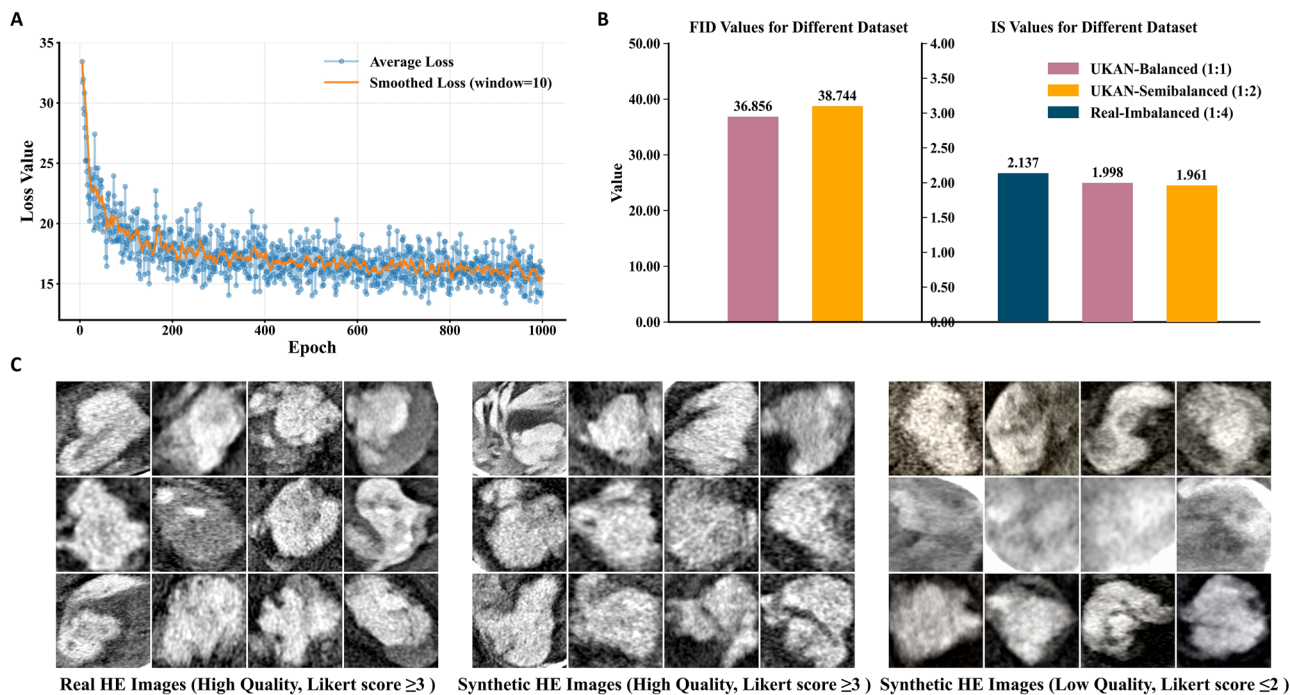 A
35
30
25
20
15
Loss Value
0
200
400
600
800
1000
Epoch
Average Loss
Smoothed Loss (window=10)
B
FID Values for Different Dataset
50.00
40.00
30.00
20.00
10.00
0.00
Value
36.856
38.744
IS Values for Different Dataset
4.00
3.50
3.00
2.50
2.00
1.50
1.00
0.50
0.00
UKAN-Balanced (1:1)
UKAN-Semibalanced (1:2)
Real-Imbalanced (1:4)
2.137
1.998
1.961
C
Real HE Images (High Quality, Likert score ≥3 )
Synthetic HE Images (High Quality, Likert score ≥3 )
Synthetic HE Images (Low Quality, Likert score ≤2 )